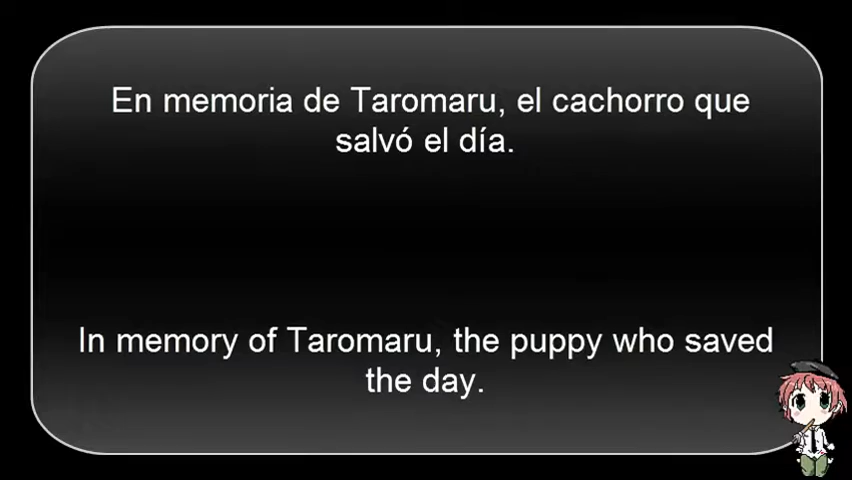 En memoria de Taromaru, el cachorro que
salvó el día.
In memory of Taromaru, the puppy who saved
the day.